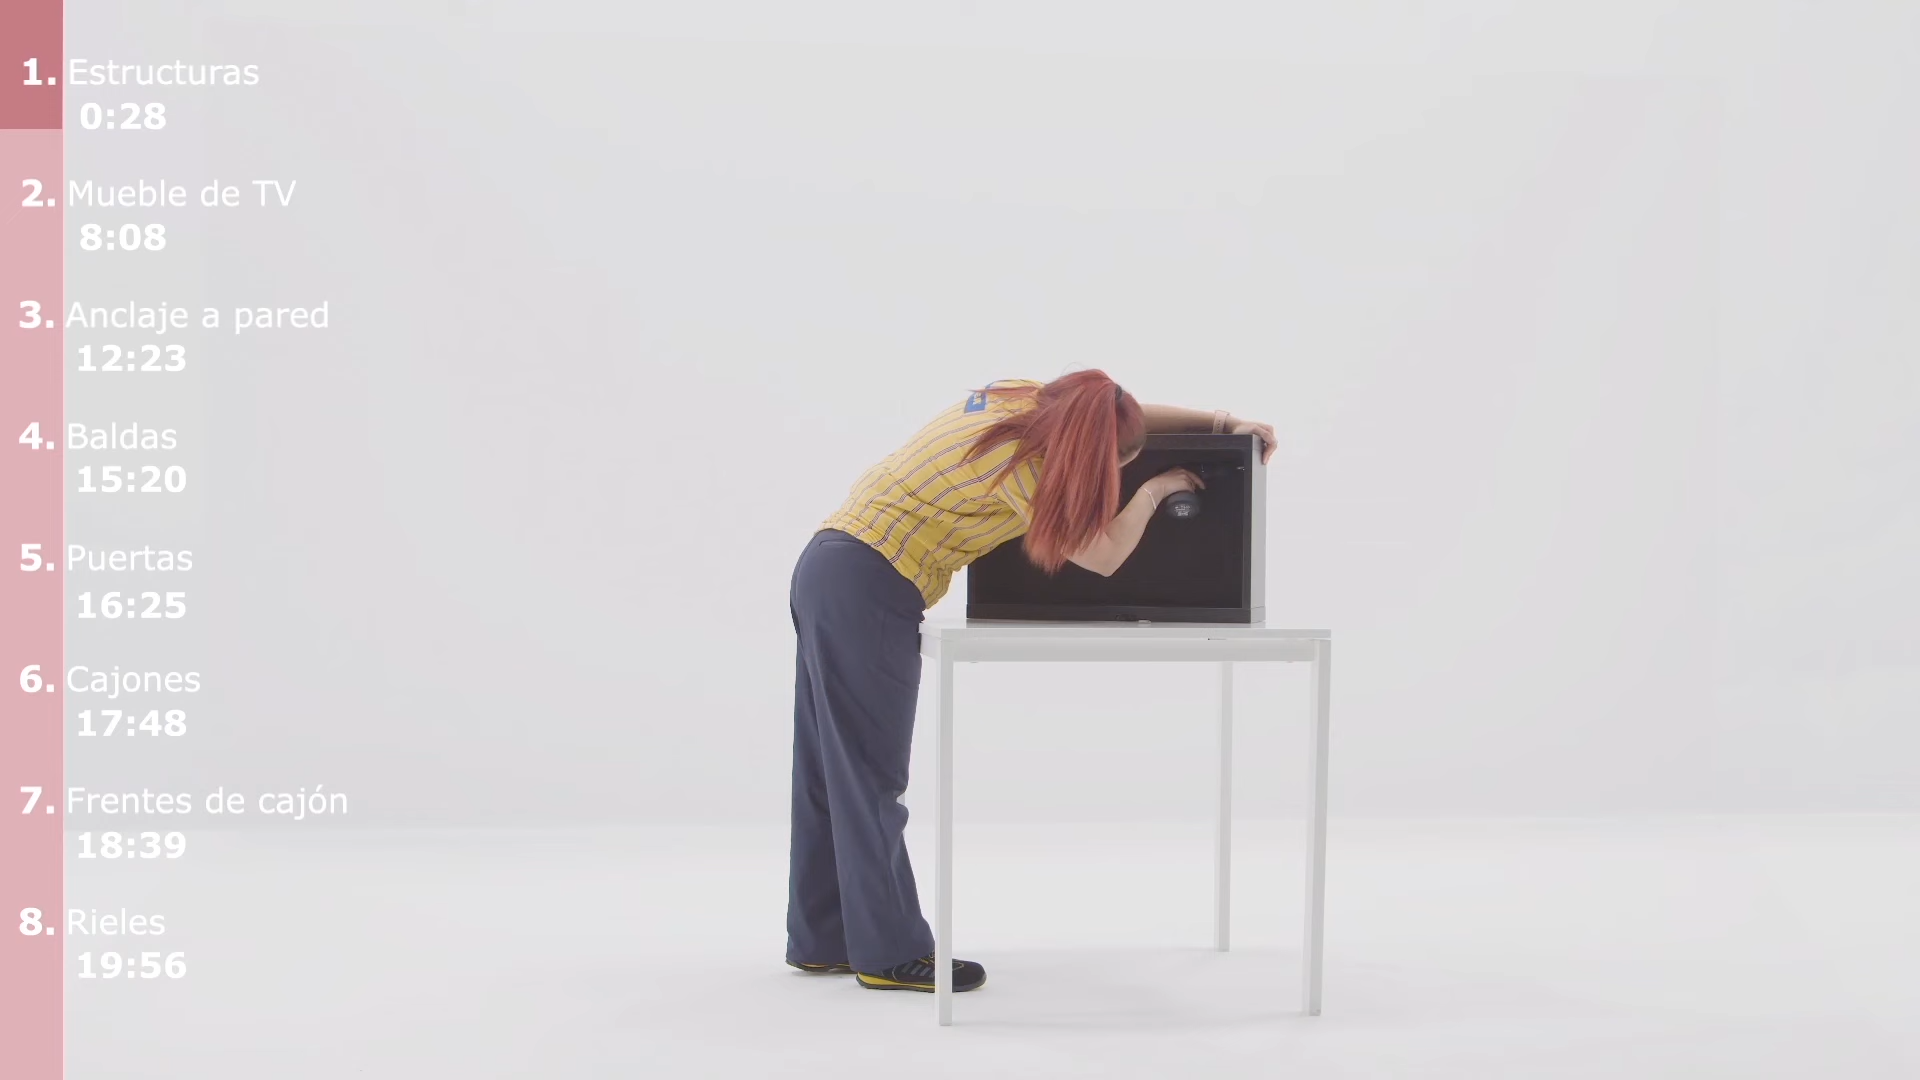 1. Estructuras
0:28
2. Mueble de TV
8:08
3. Anclaje a pared
12:23
4. Baldas
15:20
5. Puertas
16:25
6. Cajones
17:48
7. Frentes de cajón
18:39
8. Rieles
19:56